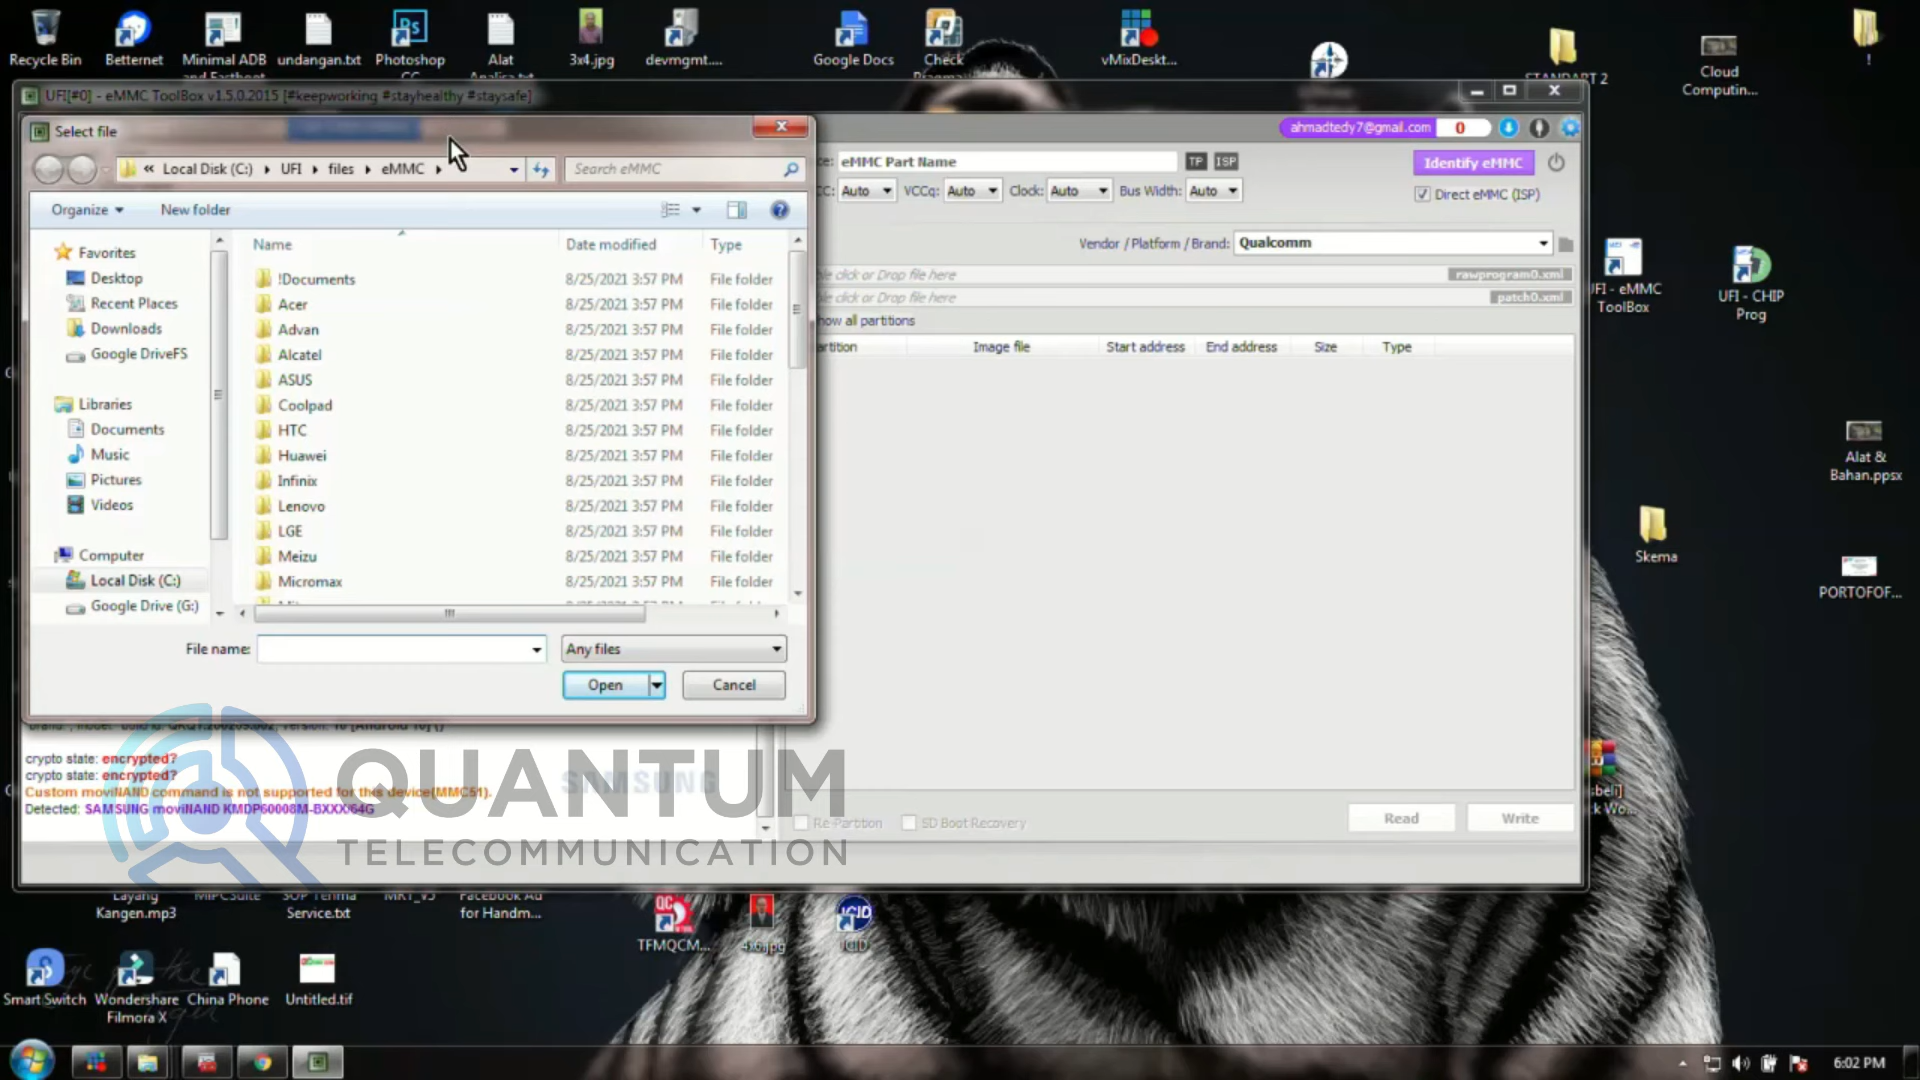 Recycle Bin
Betternet
Minimal ADB
undangan.txt
Photoshop
Alat
3x4.jpg
devmgmt....
Google Docs
Check
vMixDeskt...
STANDART 2
Cloud
Computin...
!
UFI[#0] - eMMC ToolBox v1.5.0.2015 [#keepworking #stayhealthy #staysafe]
Select file
ahmadtedy7@gmail.com 0
« Local Disk (C:) UFI files eMMC
Search eMMC
eMMC Part Name TP ISP
Identify eMMC
Auto VCCq: Auto Clock: Auto Bus Width: Auto
Direct eMMC (ISP)
Organize New folder
Vendor / Platform / Brand: Qualcomm
click or Drop file here rawprogram0.xml
click or Drop file here patch0.xml
all partitions
Image file Start address End address Size Type
Favorites
Desktop
Recent Places
Downloads
Google DriveFS
Libraries
Documents
Music
Pictures
Videos
Computer
Local Disk (C:)
Google Drive (G:)
Name Date modified Type
!Documents 8/25/2021 3:57 PM File folder
Acer 8/25/2021 3:57 PM File folder
Advan 8/25/2021 3:57 PM File folder
Alcatel 8/25/2021 3:57 PM File folder
ASUS 8/25/2021 3:57 PM File folder
Coolpad 8/25/2021 3:57 PM File folder
HTC 8/25/2021 3:57 PM File folder
Huawei 8/25/2021 3:57 PM File folder
Infinix 8/25/2021 3:57 PM File folder
Lenovo 8/25/2021 3:57 PM File folder
LGE 8/25/2021 3:57 PM File folder
Meizu 8/25/2021 3:57 PM File folder
Micromax 8/25/2021 3:57 PM File folder
File name: Any files
Open Cancel
crypto state: encrypted?
crypto state: encrypted?
Custom moviNAND command is not supported for this device(MMC51).
Detected: SAMSUNG moviNAND KMDP60008M-BXXX/64G
SAMSUNG
QUANTUM
TELECOMMUNICATION
Re-Partition SD Boot Recovery
Read Write
UFI - eMMC
ToolBox
UFI - CHIP
Prog
Alat &
Bahan.ppsx
Skema
PORTOFOF...
Layang
Kangen.mp3
MiPCSuite
Service.txt
Facebook Ad
for Handm...
TFMQCM...
4x6.jpg
JCID
Smart Switch
Wondershare
Filmora X
China Phone
Untitled.tif
6:02 PM